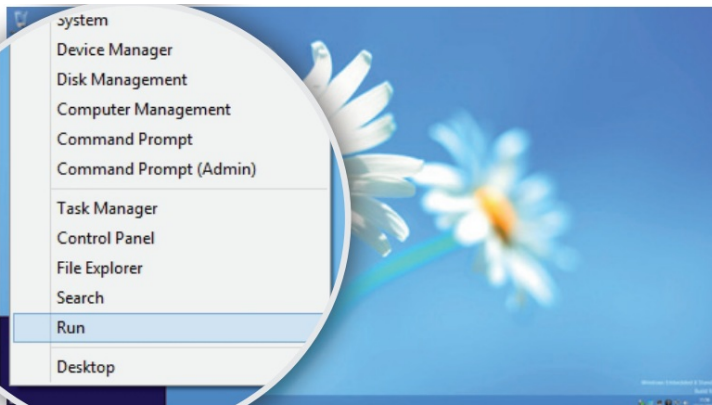 System
Device Manager
Disk Management
Computer Management
Command Prompt
Command Prompt (Admin)
Task Manager
Control Panel
File Explorer
Search
Run
Desktop